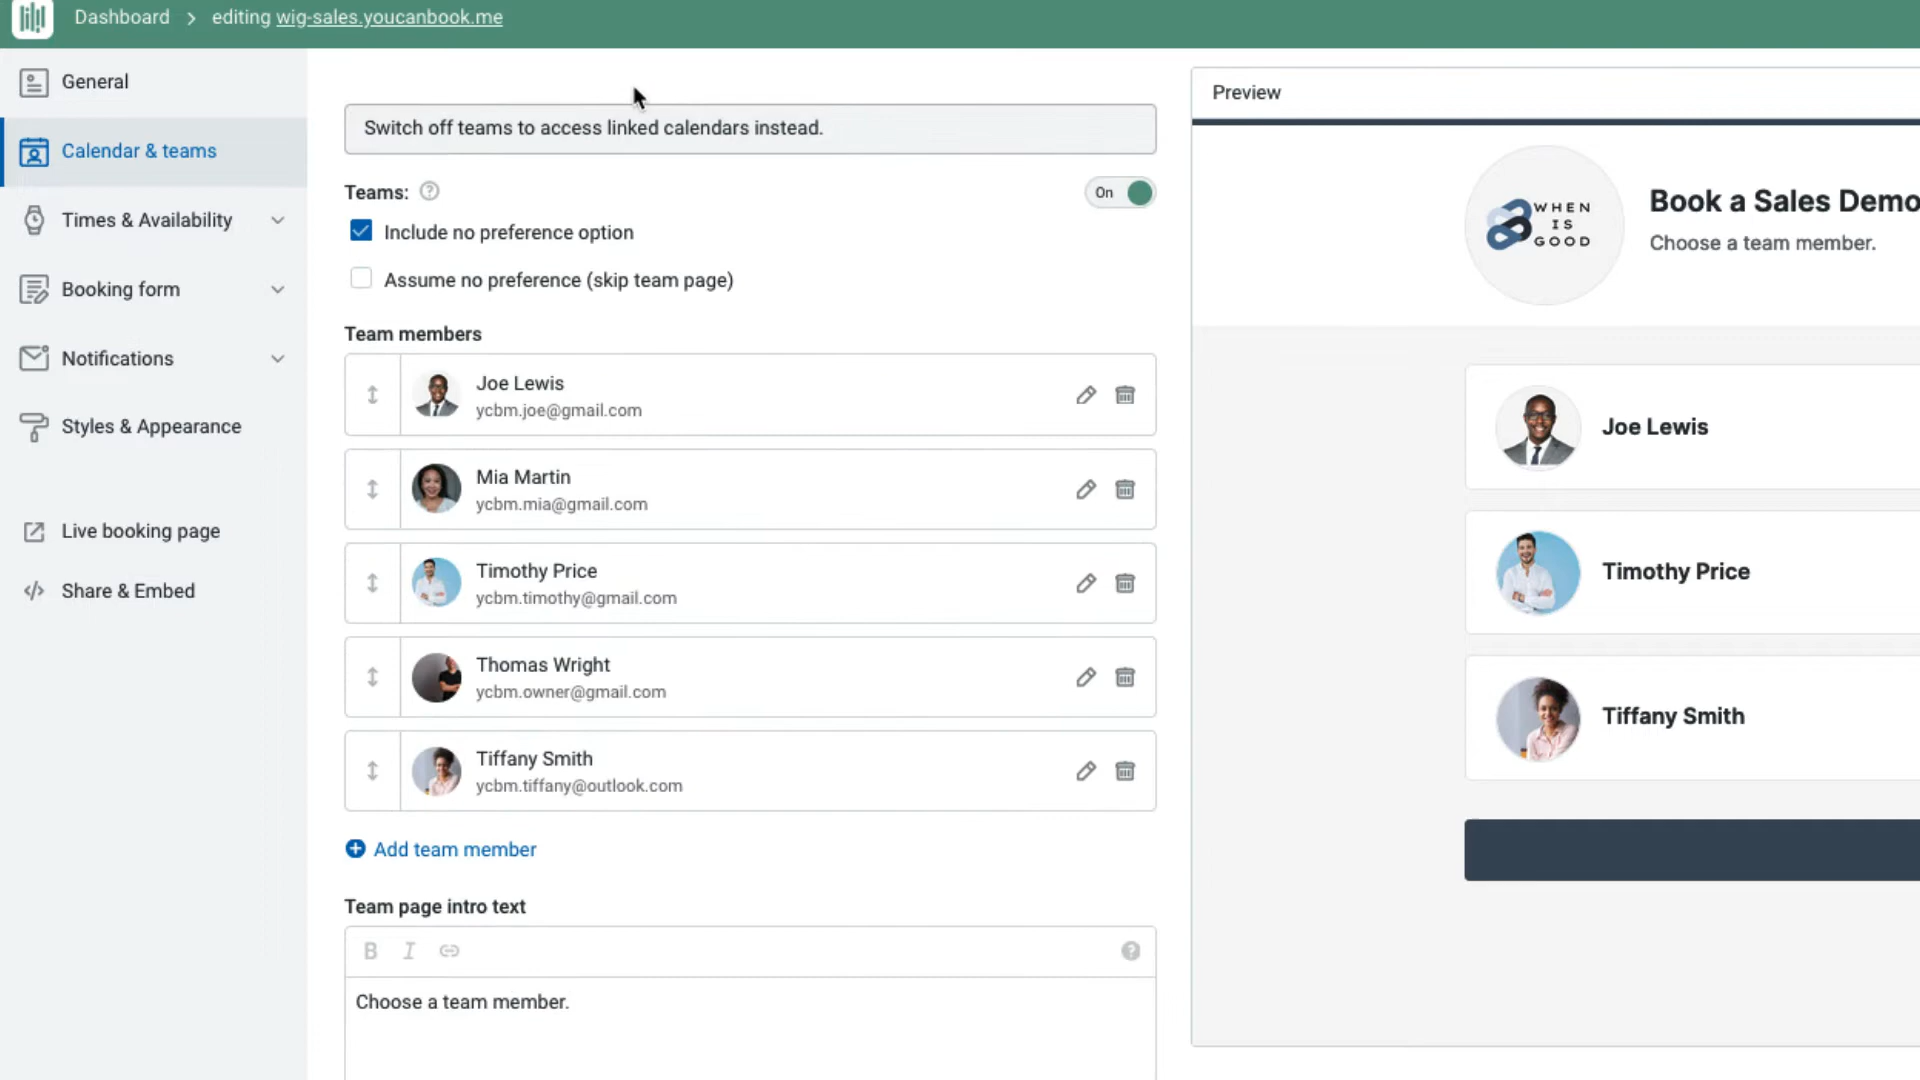 Dashboard > editing wig-sales.youcanbook.me
General
Calendar & teams
Times & Availability
Booking form
Notifications
Styles & Appearance
Live booking page
Share & Embed
Switch off teams to access linked calendars instead.
Teams:
On
Include no preference option
Assume no preference (skip team page)
Team members
Joe Lewis
ycbm.joe@gmail.com
Mia Martin
ycbm.mia@gmail.com
Timothy Price
ycbm.timothy@gmail.com
Thomas Wright
ycbm.owner@gmail.com
Tiffany Smith
ycbm.tiffany@outlook.com
Add team member
Team page intro text
B I
Choose a team member.
Preview
WHEN
IS
GOOD
Book a Sales Demo
Choose a team member.
Joe Lewis
Timothy Price
Tiffany Smith